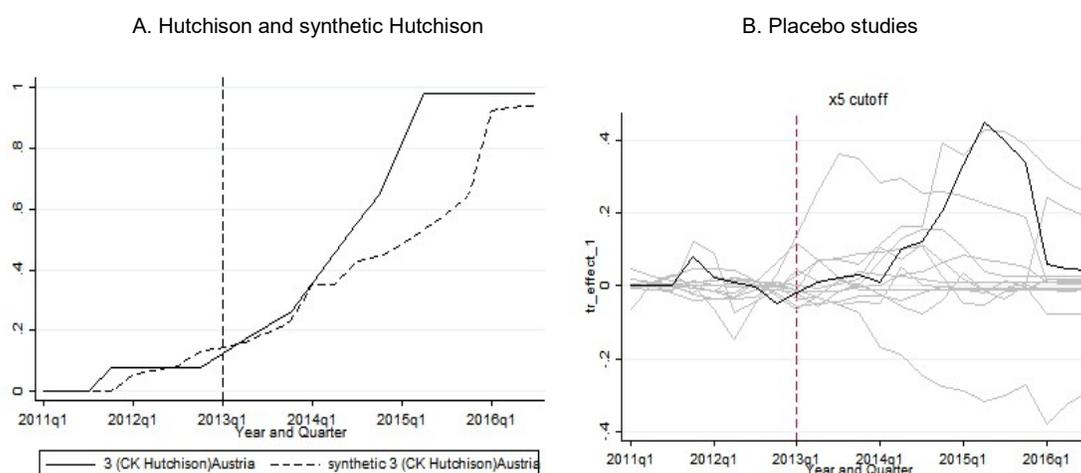 A. Hutchison and synthetic Hutchison
B. Placebo studies
1
.8
.6
.4
.2
0
2011q1 2012q1 2013q1 2014q1 2015q1 2016q1
Year and Quarter
3 (CK Hutchison)Austria synthetic 3 (CK Hutchison)Austria
x5 cutoff
tr_effect_1
.4
.2
0
-.2
-.4
2011q1 2012q1 2013q1 2014q1 2015q1 2016q1
Year and Quarter